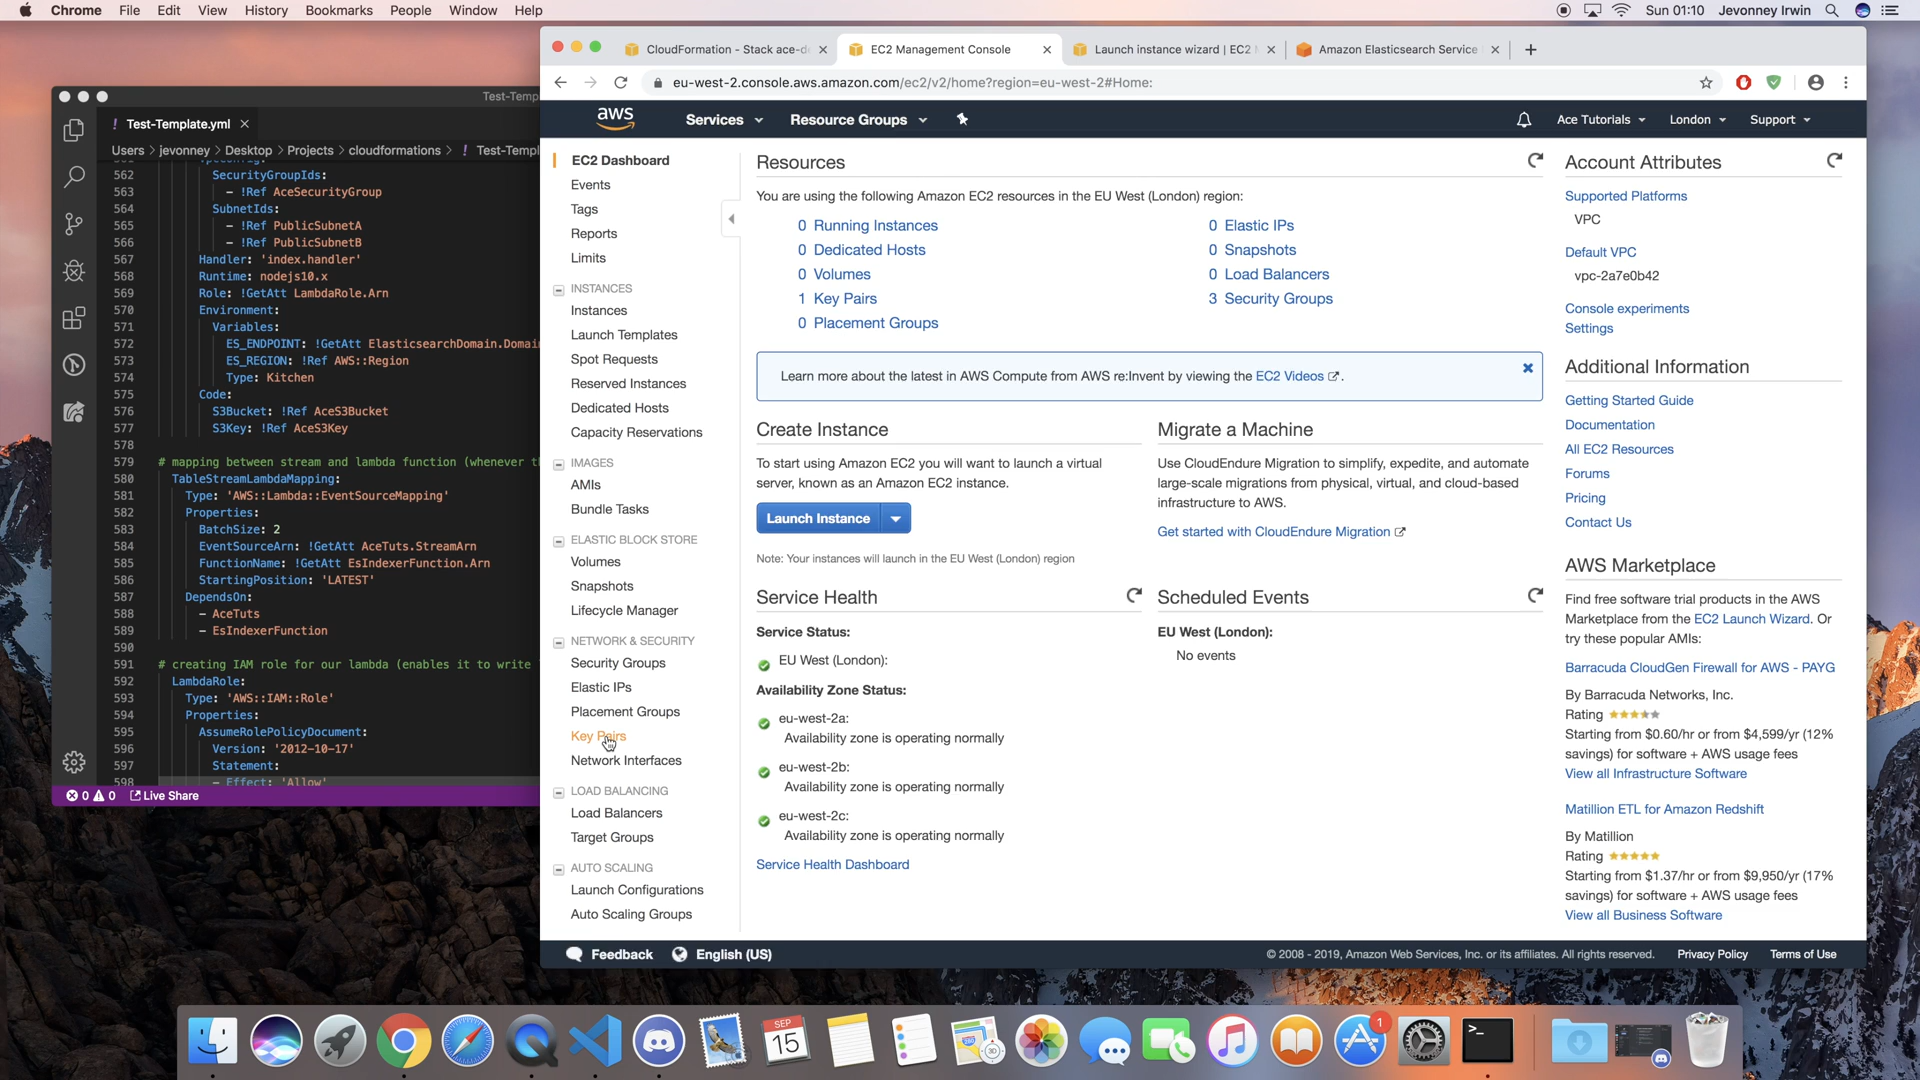 Chrome File Edit View History Bookmarks People Window Help
Sun 01:10 Jevonney Irwin
Test-Temp
! Test-Template.yml ×
Users > jevonney > Desktop > Projects > cloudformations > ! Test-Templ
562 SecurityGroupIds:
563 - !Ref AceSecurityGroup
564 SubnetIds:
565 - !Ref PublicSubnetA
566 - !Ref PublicSubnetB
567 Handler: 'index.handler'
568 Runtime: nodejs10.x
569 Role: !GetAtt LambdaRole.Arn
570 Environment:
571 Variables:
572 ES_ENDPOINT: !GetAtt ElasticsearchDomain.Domai
573 ES_REGION: !Ref AWS::Region
574 Type: Kitchen
575 Code:
576 S3Bucket: !Ref AceS3Bucket
577 S3Key: !Ref AceS3Key
578
579 # mapping between stream and lambda function (whenever t
580 TableStreamLambdaMapping:
581 Type: 'AWS::Lambda::EventSourceMapping'
582 Properties:
583 BatchSize: 2
584 EventSourceArn: !GetAtt AceTuts.StreamArn
585 FunctionName: !GetAtt EsIndexerFunction.Arn
586 StartingPosition: 'LATEST'
587 DependsOn:
588 - AceTuts
589 - EsIndexerFunction
590
591 # creating IAM role for our lambda (enables it to write
592 LambdaRole:
593 Type: 'AWS::IAM::Role'
594 Properties:
595 AssumeRolePolicyDocument:
596 Version: '2012-10-17'
597 Statement:
598 - Effect: 'Allow'
0 0 Live Share
CloudFormation - Stack ace-d
EC2 Management Console
Launch instance wizard | EC2
Amazon Elasticsearch Service
eu-west-2.console.aws.amazon.com/ec2/v2/home?region=eu-west-2#Home:
aws Services Resource Groups Ace Tutorials London Support
EC2 Dashboard
Events
Tags
Reports
Limits
INSTANCES
Instances
Launch Templates
Spot Requests
Reserved Instances
Dedicated Hosts
Capacity Reservations
IMAGES
AMIs
Bundle Tasks
ELASTIC BLOCK STORE
Volumes
Snapshots
Lifecycle Manager
NETWORK & SECURITY
Security Groups
Elastic IPs
Placement Groups
Key Pairs
Network Interfaces
LOAD BALANCING
Load Balancers
Target Groups
AUTO SCALING
Launch Configurations
Auto Scaling Groups
Resources
You are using the following Amazon EC2 resources in the EU West (London) region:
0 Running Instances
0 Dedicated Hosts
0 Volumes
1 Key Pairs
0 Placement Groups
0 Elastic IPs
0 Snapshots
0 Load Balancers
3 Security Groups
Learn more about the latest in AWS Compute from AWS re:Invent by viewing the EC2 Videos .
Create Instance
To start using Amazon EC2 you will want to launch a virtual
server, known as an Amazon EC2 instance.
Launch Instance
Note: Your instances will launch in the EU West (London) region
Migrate a Machine
Use CloudEndure Migration to simplify, expedite, and automate
large-scale migrations from physical, virtual, and cloud-based
infrastructure to AWS.
Get started with CloudEndure Migration
Service Health
Service Status:
EU West (London):
Availability Zone Status:
eu-west-2a:
Availability zone is operating normally
eu-west-2b:
Availability zone is operating normally
eu-west-2c:
Availability zone is operating normally
Service Health Dashboard
Scheduled Events
EU West (London):
No events
Account Attributes
Supported Platforms
VPC
Default VPC
vpc-2a7e0b42
Console experiments
Settings
Additional Information
Getting Started Guide
Documentation
All EC2 Resources
Forums
Pricing
Contact Us
AWS Marketplace
Find free software trial products in the AWS
Marketplace from the EC2 Launch Wizard. Or
try these popular AMIs:
Barracuda CloudGen Firewall for AWS - PAYG
By Barracuda Networks, Inc.
Rating
Starting from $0.60/hr or from $4,599/yr (12%
savings) for software + AWS usage fees
View all Infrastructure Software
Matillion ETL for Amazon Redshift
By Matillion
Rating
Starting from $1.37/hr or from $9,950/yr (17%
savings) for software + AWS usage fees
View all Business Software
Feedback English (US)
© 2008 - 2019, Amazon Web Services, Inc. or its affiliates. All rights reserved. Privacy Policy Terms of Use
SEP
15
1